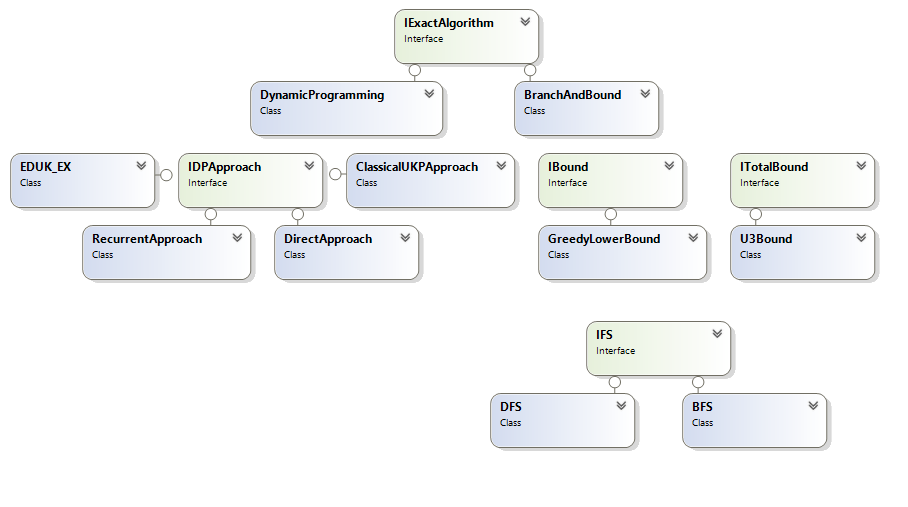 IExactAlgorithm
Interface
DynamicProgramming
Class
BranchAndBound
Class
EDUK_EX
Class
IDPApproach
Interface
ClassicalUKPApproach
Class
IBound
Interface
ITotalBound
Interface
RecurrentApproach
Class
DirectApproach
Class
GreedyLowerBound
Class
U3Bound
Class
IFS
Interface
DFS
Class
BFS
Class